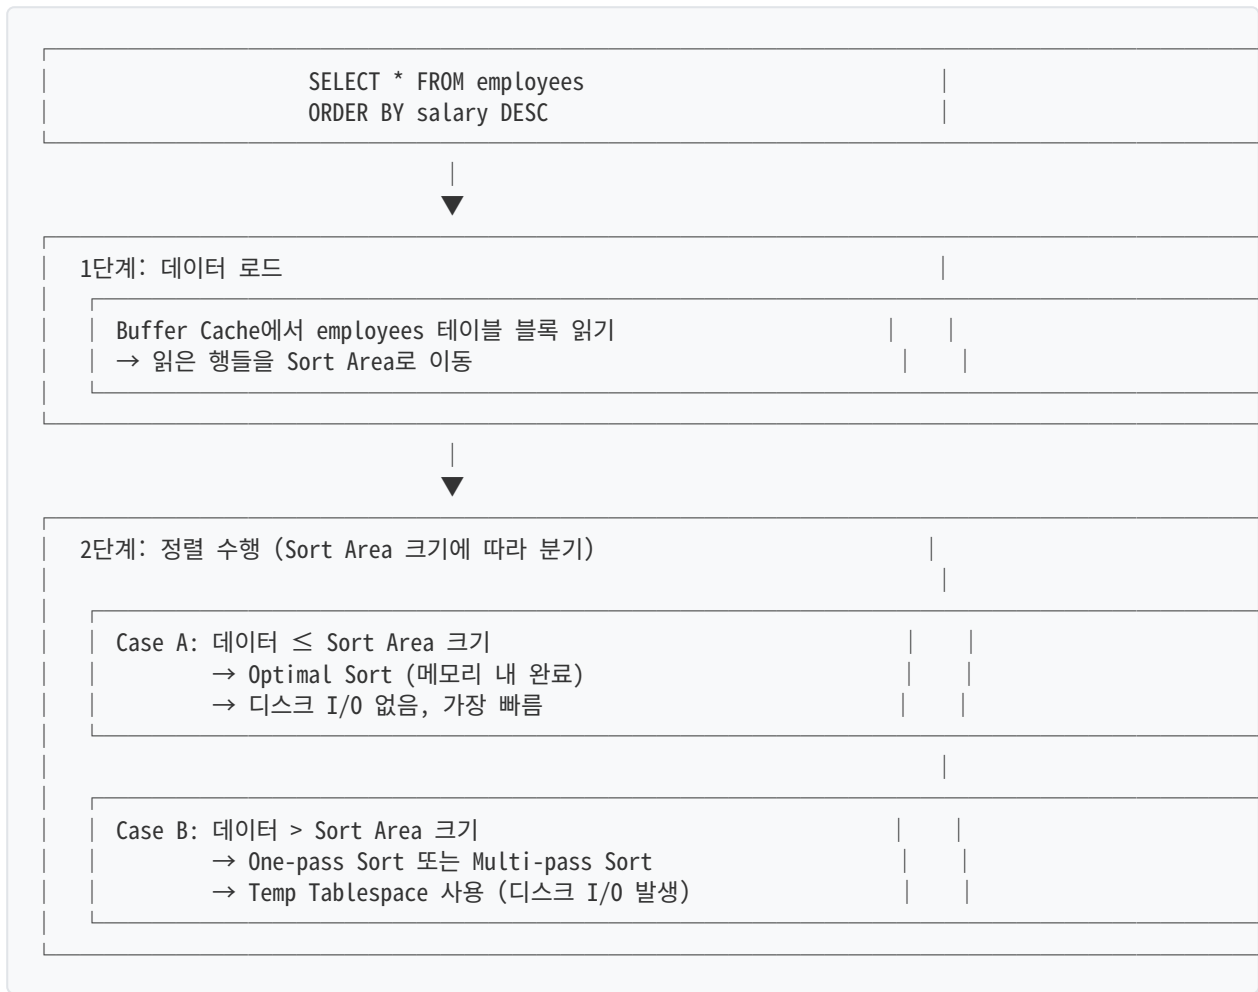 SELECT * FROM employees
ORDER BY salary DESC
▼
1단계: 데이터 로드
Buffer Cache에서 employees 테이블 블록 읽기
→ 읽은 행들을 Sort Area로 이동
▼
2단계: 정렬 수행 (Sort Area 크기에 따라 분기)
Case A: 데이터 ≤ Sort Area 크기
→ Optimal Sort (메모리 내 완료)
→ 디스크 I/O 없음, 가장 빠름
Case B: 데이터 > Sort Area 크기
→ One-pass Sort 또는 Multi-pass Sort
→ Temp Tablespace 사용 (디스크 I/O 발생)